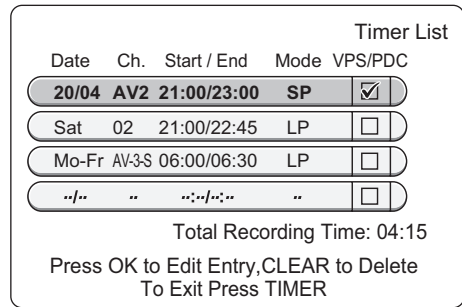 Timer List
Date Ch. Start / End Mode VPS/PDC
20/04 AV2 21:00/23:00 SP
Sat 02 21:00/22:45 LP
Mo-Fr AV-3-S 06:00/06:30 LP
--/-- -- --:--/--:-- --
Total Recording Time: 04:15
Press OK to Edit Entry,CLEAR to Delete
To Exit Press TIMER